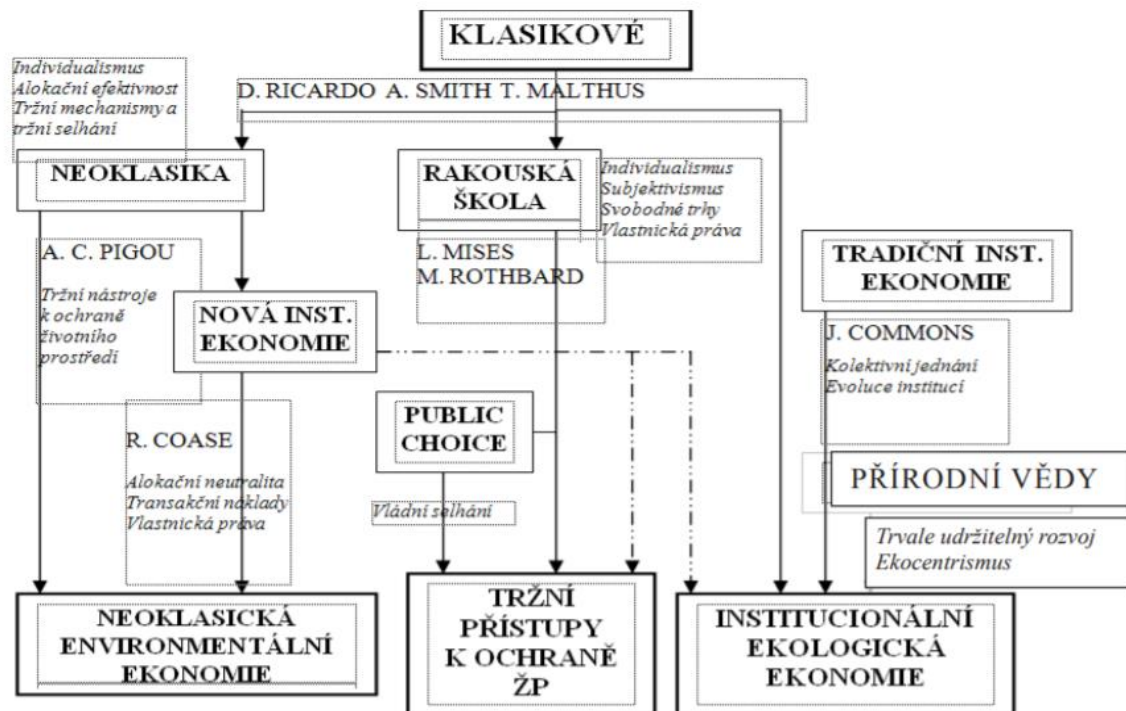 KLASIKOVÉ
Individualismus
Alokační efektivnost
Tržní mechanismy a
tržní selhání
D. RICARDO A. SMITH T. MALTHUS
NEOKLASIKA
RAKOUSKÁ
ŠKOLA
Individualismus
Subjektivismus
Svobodné trhy
Vlastnická práva
A. C. PIGOU
Tržní nástroje
k ochraně
životního
prostředí
L. MISES
M. ROTHBARD
TRADIČNÍ INST.
EKONOMIE
NOVÁ INST.
EKONOMIE
J. COMMONS
Kolektivní jednání
Evoluce institucí
PUBLIC
CHOICE
R. COASE
Alokační neutralita
Transakční náklady
Vlastnická práva
Vládní selhání
PŘÍRODNÍ VĚDY
Trvale udržitelný rozvoj
Ekocentrismus
NEOKLASICKÁ
ENVIRONMENTÁLNÍ
EKONOMIE
TRŽNÍ
PŘÍSTUPY
K OCHRANĚ
ŽP
INSTITUCIONÁLNÍ
EKOLOGICKÁ
EKONOMIE